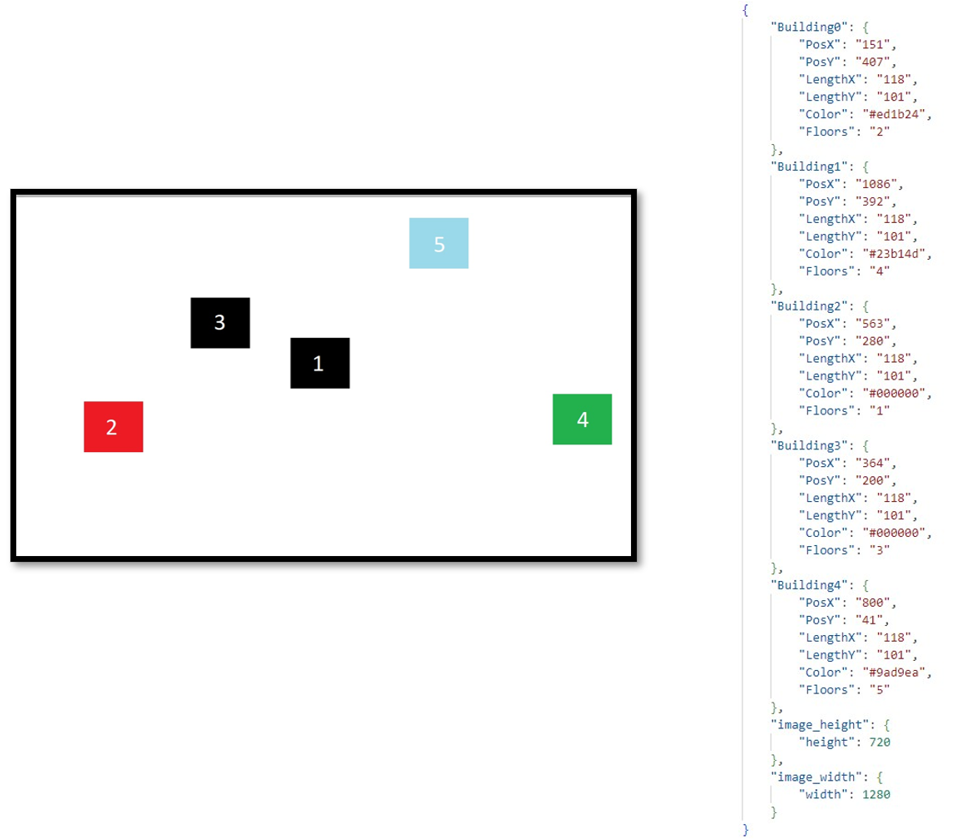 5
3
1
2
4
{
"Building0": {
"PosX": "151",
"PosY": "407",
"LengthX": "118",
"LengthY": "101",
"Color": "#ed1b24",
"Floors": "2"
},
"Building1": {
"PosX": "1086",
"PosY": "392",
"LengthX": "118",
"LengthY": "101",
"Color": "#23b14d",
"Floors": "4"
},
"Building2": {
"PosX": "563",
"PosY": "280",
"LengthX": "118",
"LengthY": "101",
"Color": "#000000",
"Floors": "1"
},
"Building3": {
"PosX": "364",
"PosY": "200",
"LengthX": "118",
"LengthY": "101",
"Color": "#000000",
"Floors": "3"
},
"Building4": {
"PosX": "800",
"PosY": "41",
"LengthX": "118",
"LengthY": "101",
"Color": "#9ad9ea",
"Floors": "5"
},
"image_height": {
"height": 720
},
"image_width": {
"width": 1280
}
}